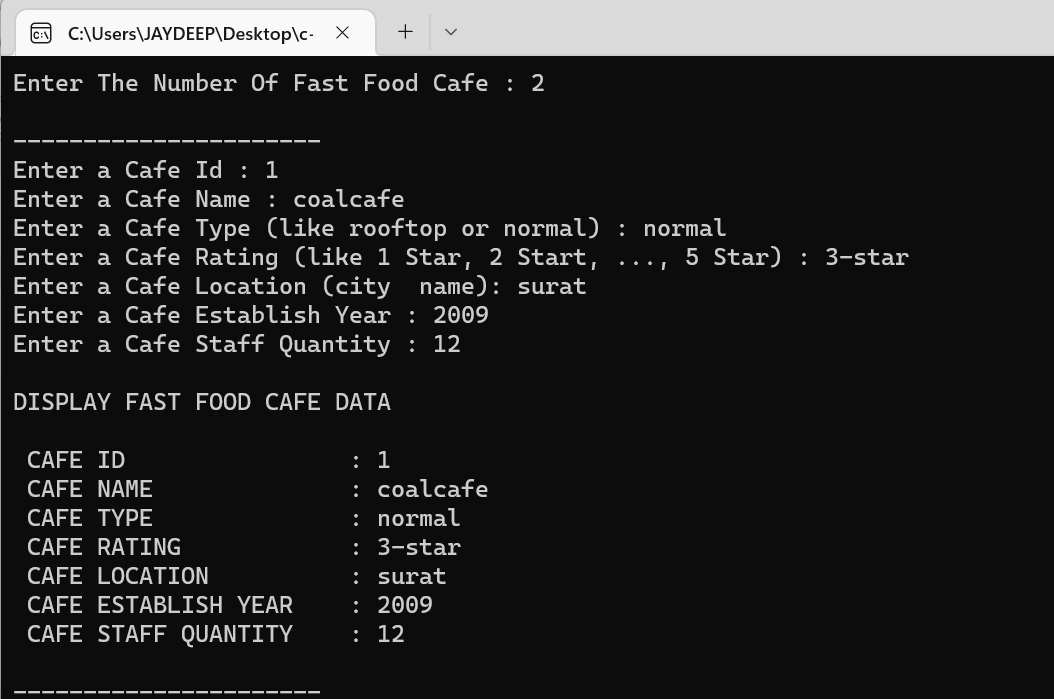 C:\Users\JAYDEEP\Desktop\c-
Enter The Number Of Fast Food Cafe : 2
----------------------
Enter a Cafe Id : 1
Enter a Cafe Name : coalcafe
Enter a Cafe Type (like rooftop or normal) : normal
Enter a Cafe Rating (like 1 Star, 2 Start, ..., 5 Star) : 3-star
Enter a Cafe Location (city  name): surat
Enter a Cafe Establish Year : 2009
Enter a Cafe Staff Quantity : 12
DISPLAY FAST FOOD CAFE DATA
CAFE ID                : 1
CAFE NAME              : coalcafe
CAFE TYPE              : normal
CAFE RATING            : 3-star
CAFE LOCATION          : surat
CAFE ESTABLISH YEAR    : 2009
CAFE STAFF QUANTITY    : 12
----------------------